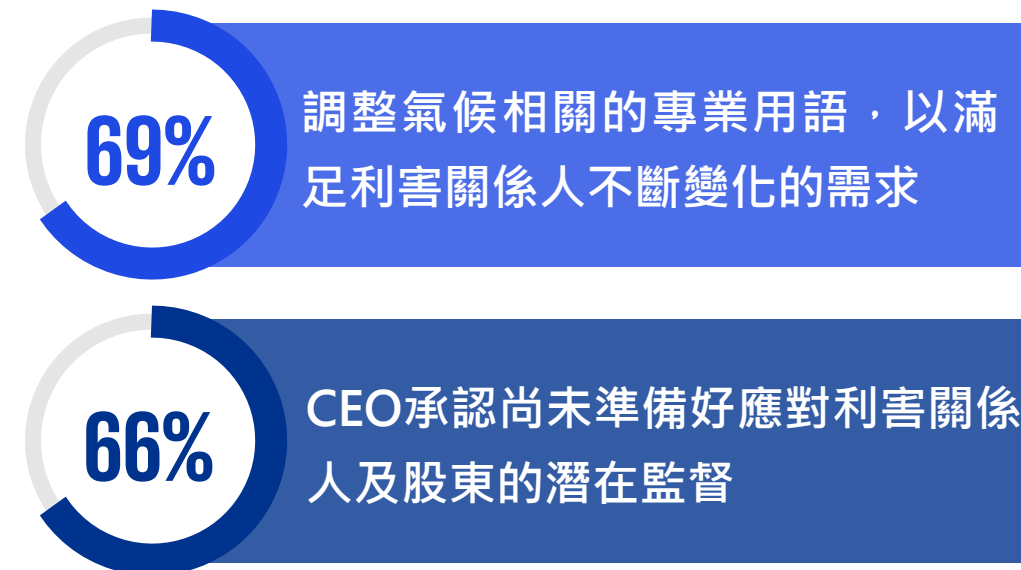 69%
調整氣候相關的專業用語，以滿
足利害關係人不斷變化的需求
66%
CEO承認尚未準備好應對利害關係
人及股東的潛在監督